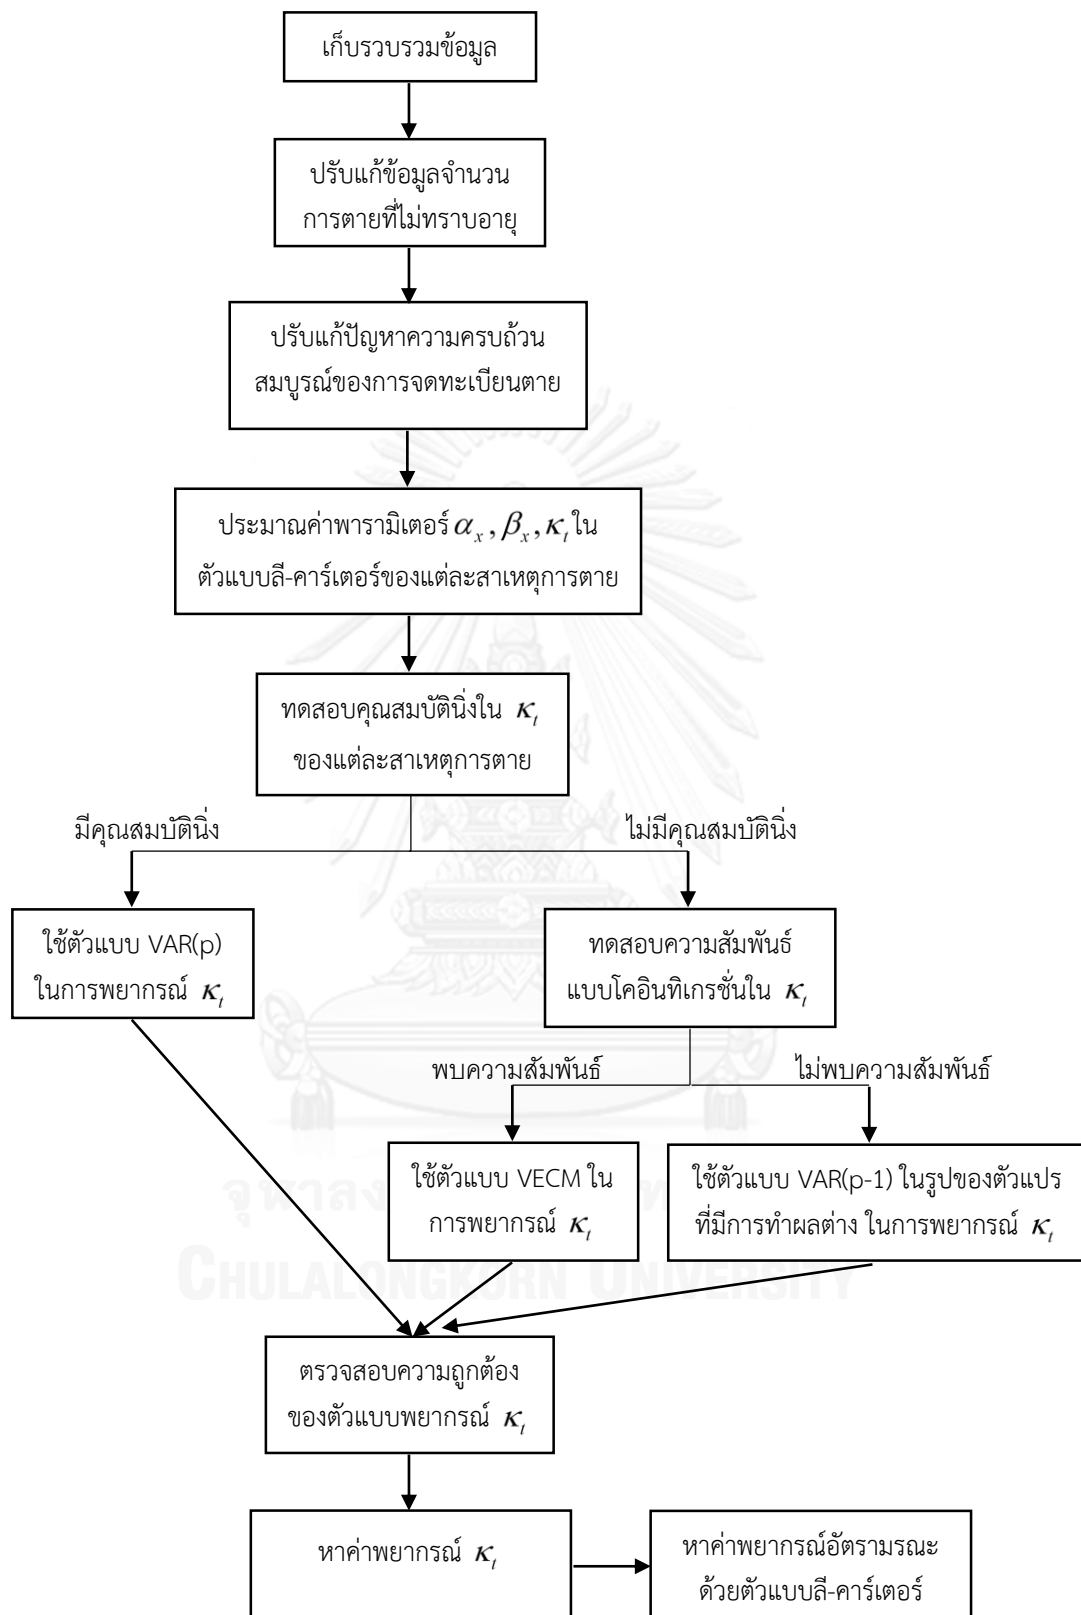 เก็บรวบรวมข้อมูล
ปรับแก้ข้อมูลจำนวน
การตายที่ไม่ทราบอายุ
ปรับแก้ปัญหาความครบถ้วน
สมบูรณ์ของการจดทะเบียนตาย
ประมาณค่าพารามิเตอร์ αₓ, βₓ, κₜ ใน
ตัวแบบลี-คาร์เตอร์ของแต่ละสาเหตุการตาย
ทดสอบคุณสมบัตินิ่งใน κₜ
ของแต่ละสาเหตุการตาย
มีคุณสมบัตินิ่ง
ไม่มีคุณสมบัตินิ่ง
ใช้ตัวแบบ VAR(p)
ในการพยากรณ์ κₜ
ทดสอบความสัมพันธ์
แบบโคอินทิเกรชั่นใน κₜ
พบความสัมพันธ์
ไม่พบความสัมพันธ์
ใช้ตัวแบบ VECM ใน
การพยากรณ์ κₜ
ใช้ตัวแบบ VAR(p-1) ในรูปของตัวแปร
ที่มีการทำผลต่าง ในการพยากรณ์ κₜ
CHULALONGKORN UNIVERSITY
ตรวจสอบความถูกต้อง
ของตัวแบบพยากรณ์ κₜ
หาค่าพยากรณ์ κₜ
หาค่าพยากรณ์อัตรามรณะ
ด้วยตัวแบบลี-คาร์เตอร์